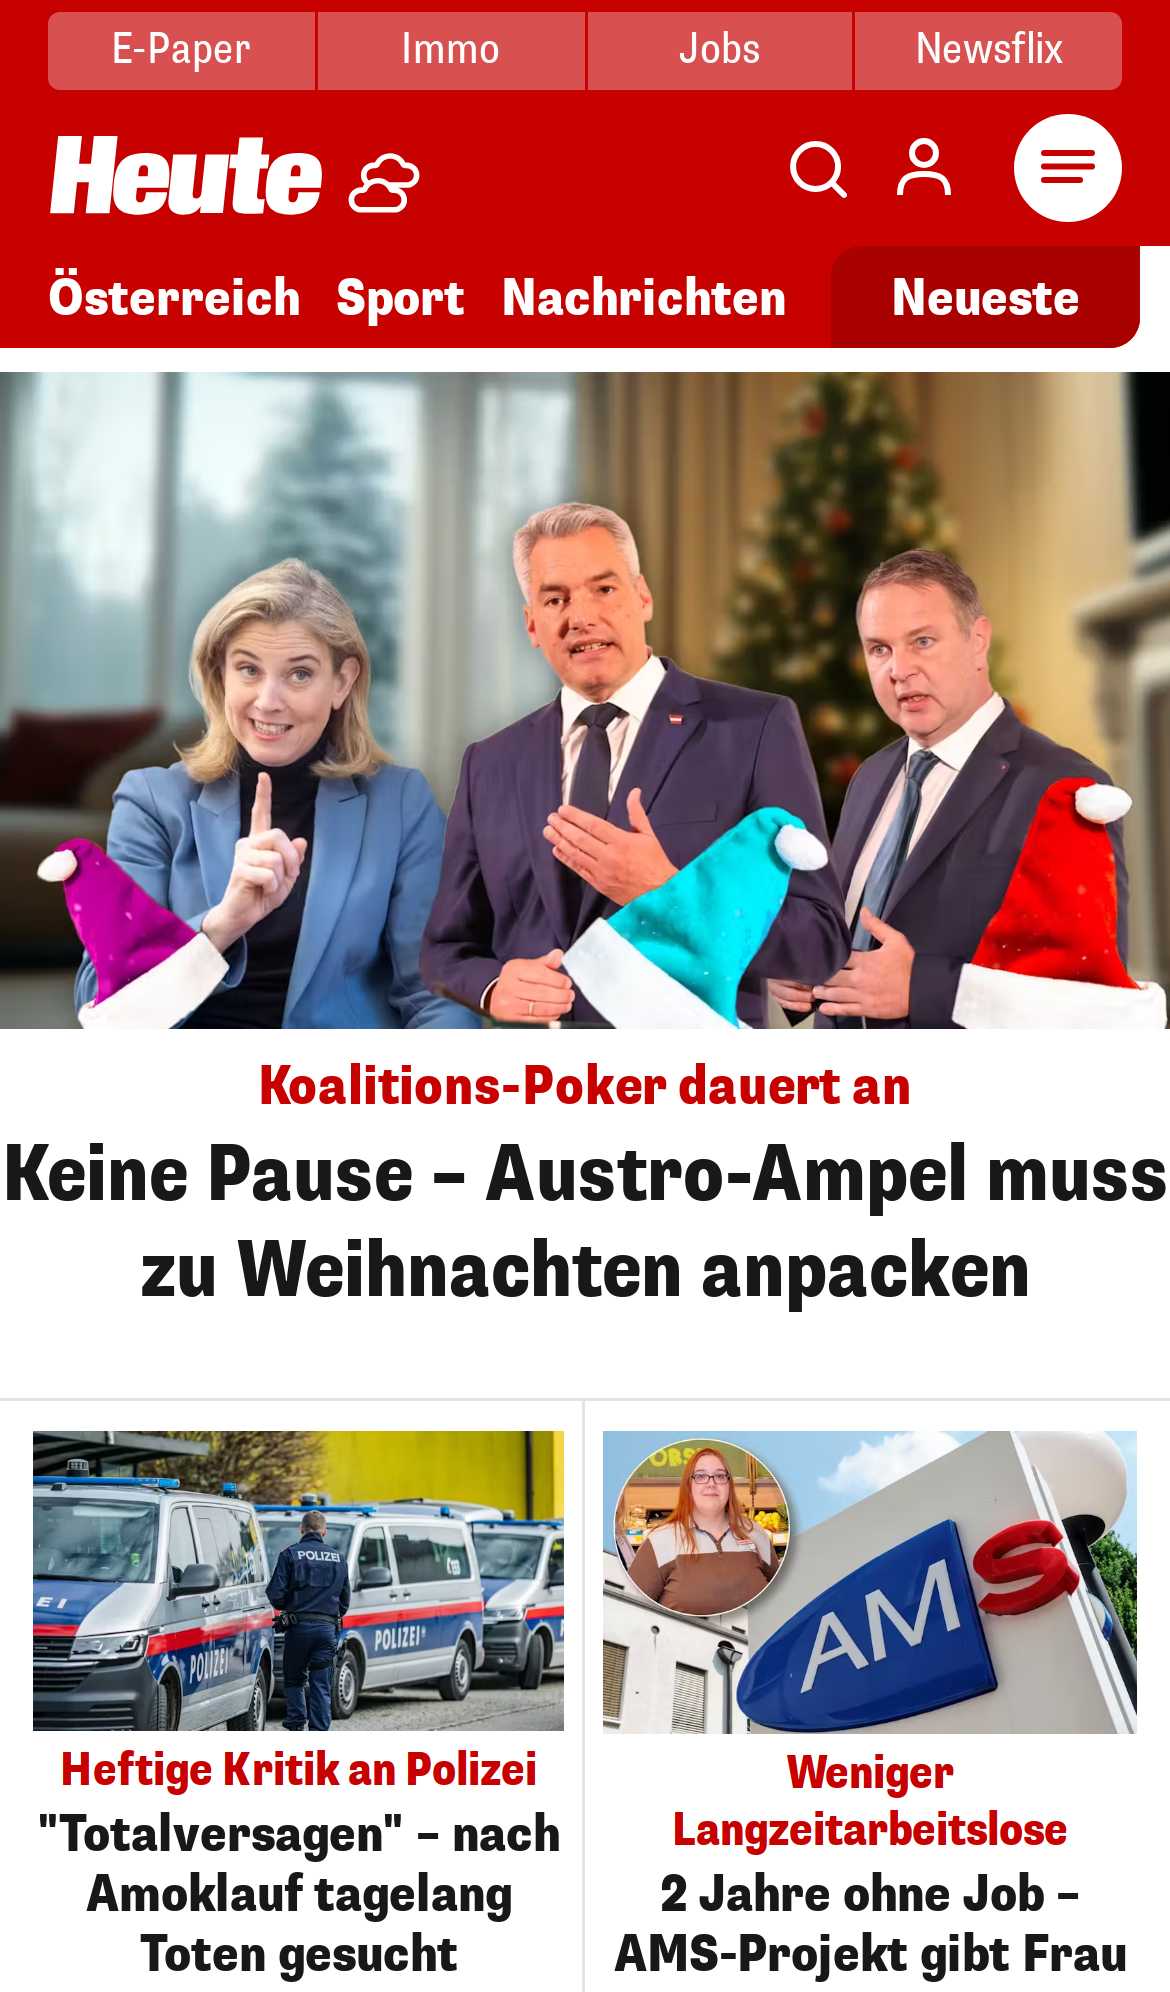 E-Paper
Immo
Jobs
Newsflix
Heute
Österreich
Sport
Nachrichten
Neueste
Koalitions-Poker dauert an
Keine Pause – Austro-Ampel muss
zu Weihnachten anpacken
POLIZEI
POLIZEI
POLIZEI
Heftige Kritik an Polizei
"Totalversagen" – nach
Amoklauf tagelang
Toten gesucht
AMS
Weniger
Langzeitarbeitslose
2 Jahre ohne Job –
AMS-Projekt gibt Frau